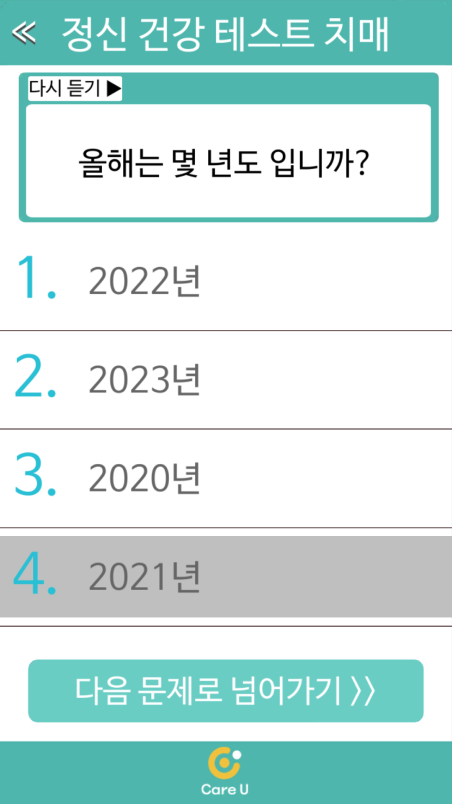 ≪ 정신 건강 테스트 치매
다시 듣기 ▶
올해는 몇 년도 입니까?
1. 2022년
2. 2023년
3. 2020년
4. 2021년
다음 문제로 넘어가기 》
Care U